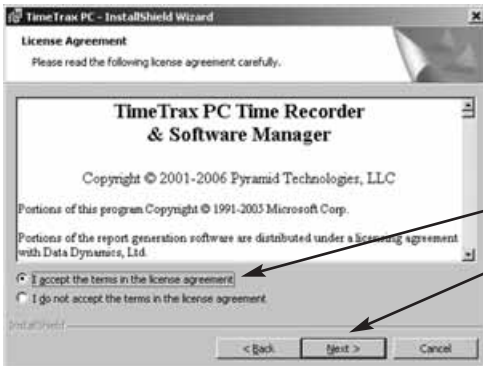 TimeTrax PC - InstallShield Wizard
License Agreement
Please read the following license agreement carefully.
TimeTrax PC Time Recorder
& Software Manager
Copyright © 2001-2006 Pyramid Technologies, LLC
Portions of this program Copyright © 1991-2003 Microsoft Corp.
Portions of the report generation software are distributed under a licensing agreement
with Data Dynamics, Ltd.
I accept the terms in the license agreement
I do not accept the terms in the license agreement
InstallShield
< Back
Next >
Cancel